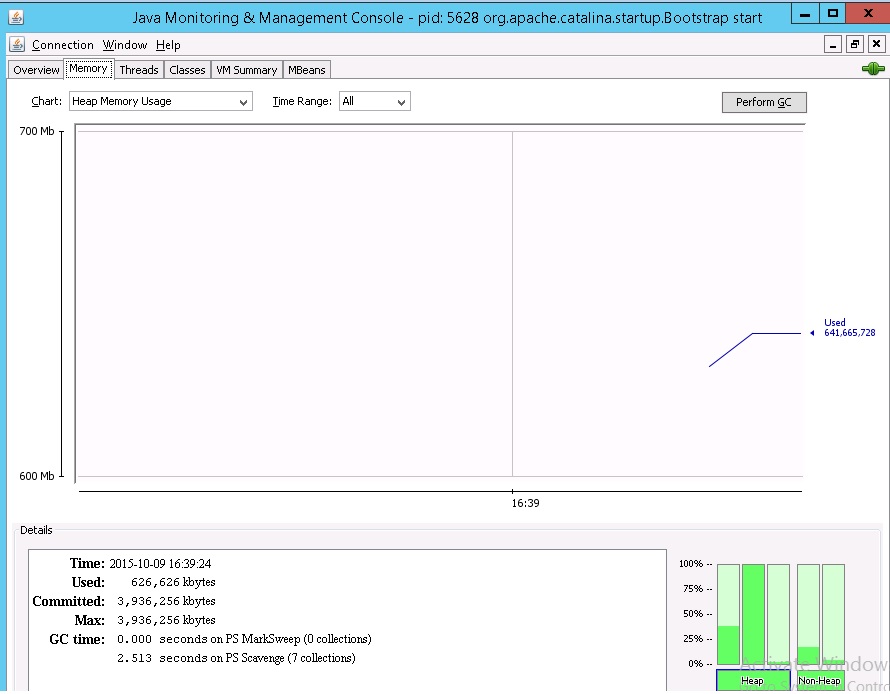 Java Monitoring & Management Console - pid: 5628 org.apache.catalina.startup.Bootstrap start
Connection Window Help
Overview Memory Threads Classes VM Summary MBeans
Chart: Heap Memory Usage Time Range: All Perform GC
700 Mb
Used
641,665,728
600 Mb
16:39
Details
Time: 2015-10-09 16:39:24
Used: 626,626 kbytes
Committed: 3,936,256 kbytes
Max: 3,936,256 kbytes
GC time: 0.000 seconds on PS MarkSweep (0 collections)
2.513 seconds on PS Scavenge (7 collections)
100% --
75% --
50% --
25% --
0% --
Activate Window
Heap Non-Heap